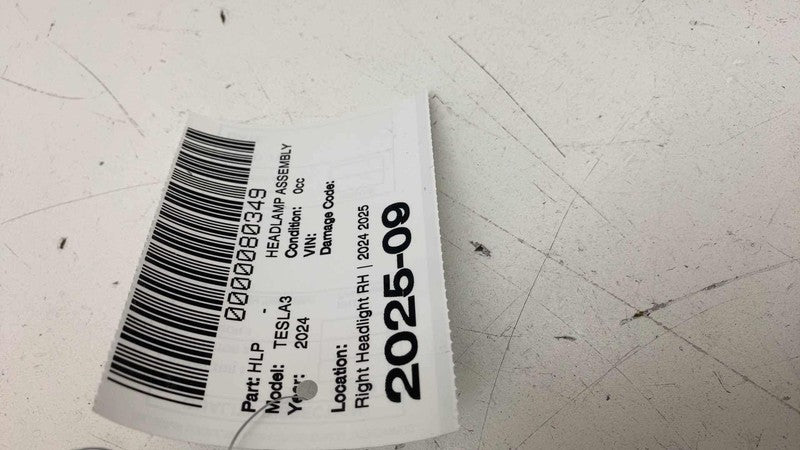 0000080349
Part: HLP - HEADLAMP ASSEMBLY
Model: TESLA3 Condition: 0cc
Year: 2024 VIN:
Damage Code:
Location:
Right Headlight RH | 2024 2025
2025-09